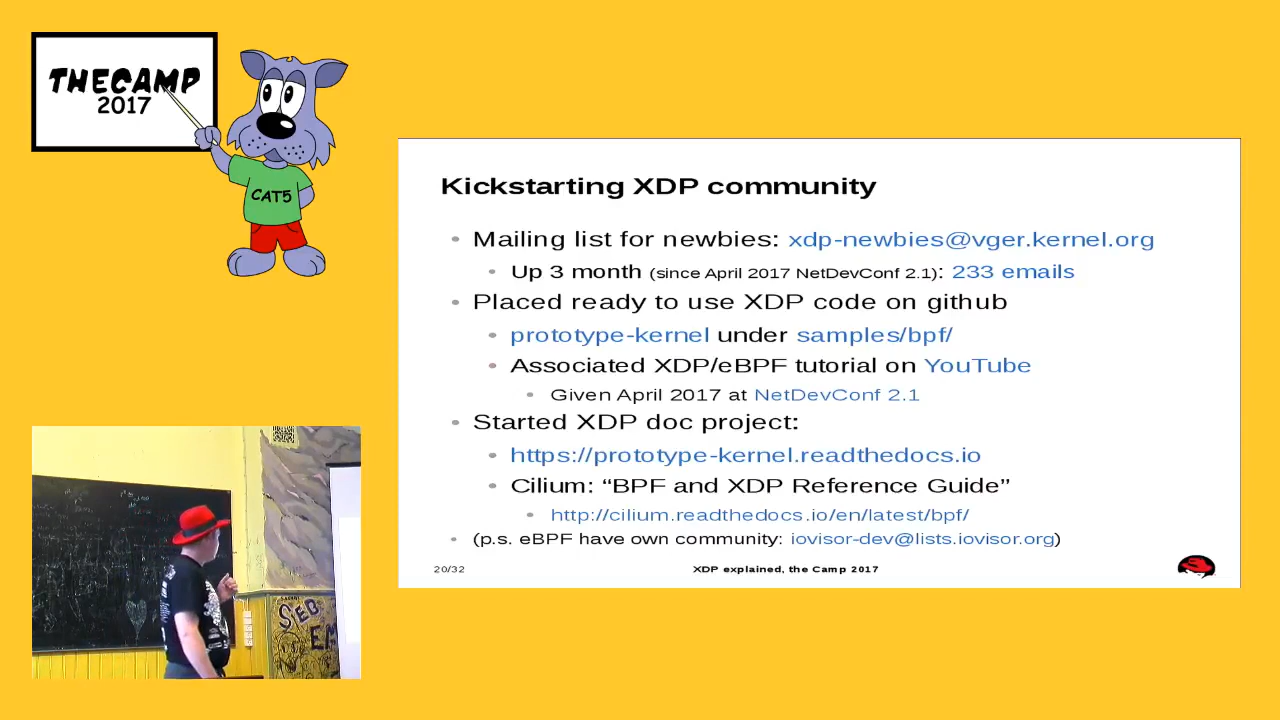 THECAMP
2017
CAT5
Kickstarting XDP community
Mailing list for newbies: xdp-newbies@vger.kernel.org
Up 3 month (since April 2017 NetDevConf 2.1): 233 emails
Placed ready to use XDP code on github
prototype-kernel under samples/bpf/
Associated XDP/eBPF tutorial on YouTube
Given April 2017 at NetDevConf 2.1
Started XDP doc project:
https://prototype-kernel.readthedocs.io
Cilium: “BPF and XDP Reference Guide”
http://cilium.readthedocs.io/en/latest/bpf/
(p.s. eBPF have own community: iovisor-dev@lists.iovisor.org)
20/32
XDP explained, the Camp 2017
SEB
EM